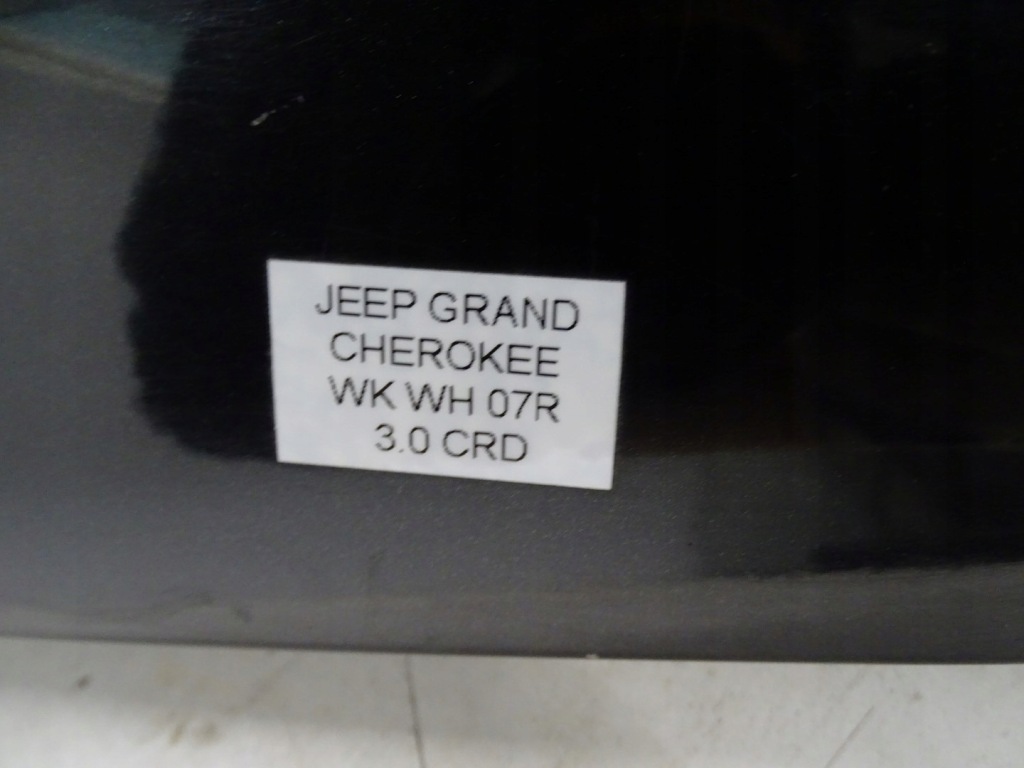 JEEP GRAND
CHEROKEE
WK WH 07R
3.0 CRD